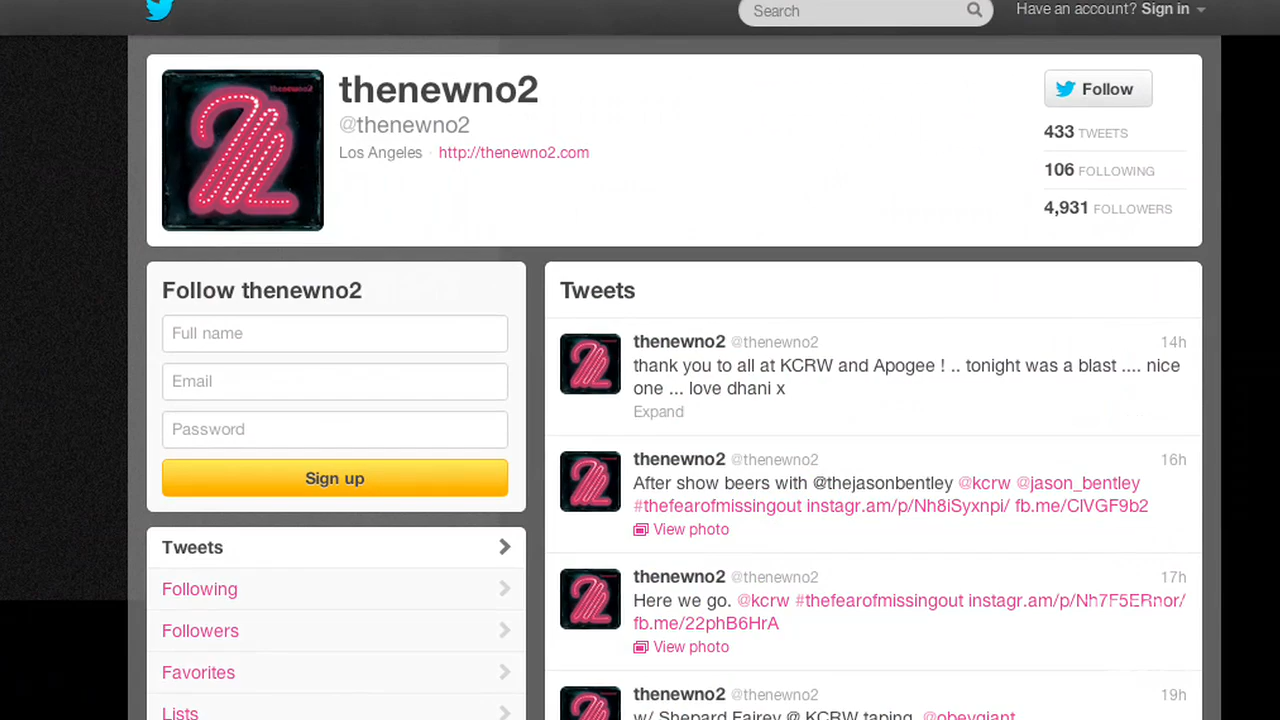 Search
Have an account? Sign in
thenewno2
thenewno2
@thenewno2
Los Angeles · http://thenewno2.com
Follow
433 TWEETS
106 FOLLOWING
4,931 FOLLOWERS
Follow thenewno2
Full name
Email
Password
Sign up
Tweets
Following
Followers
Favorites
Lists
Tweets
thenewno2 @thenewno2 14h
thank you to all at KCRW and Apogee ! .. tonight was a blast .... nice
one ... love dhani x
Expand
thenewno2 @thenewno2 16h
After show beers with @thejasonbentley @kcrw @jason_bentley
#thefearofmissingout instagr.am/p/Nh8iSyxnpi/ fb.me/ClVGF9b2
View photo
thenewno2 @thenewno2 17h
Here we go. @kcrw #thefearofmissingout instagr.am/p/Nh7F5ERnor/
fb.me/22phB6HrA
View photo
thenewno2 @thenewno2 19h
w/ Shepard Fairey @ KCRW taping. @obeygiant